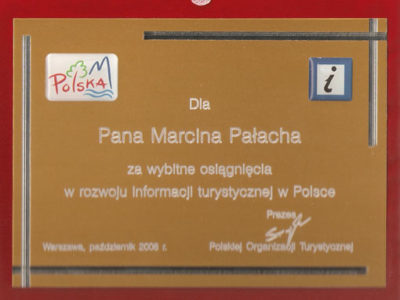 POLSKA
i
Dla
Pana Marcina Pałacha
za wybitne osiągnięcia
w rozwoju Informacji turystycznej w Polsce
Prezes
Warszawa, październik 2006 r.
Polskiej Organizacji Turystycznej